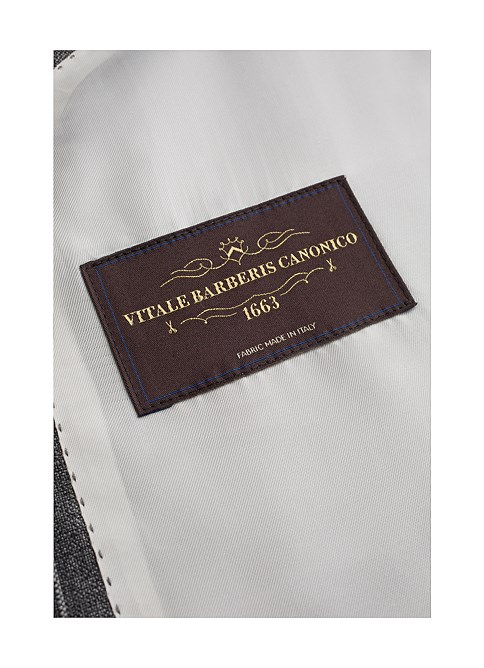 VITALE BARBERIS CANONICO
1663
FABRIC MADE IN ITALY